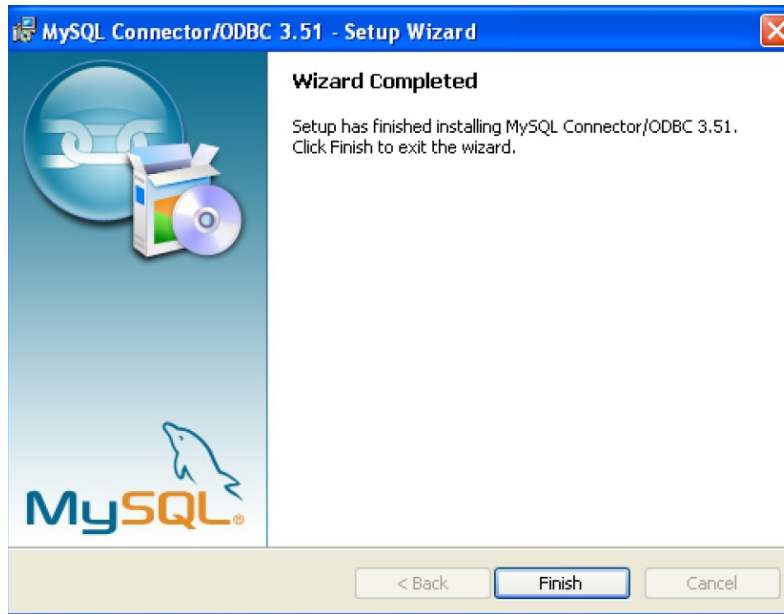 MySQL Connector/ODBC 3.51 - Setup Wizard
Wizard Completed
Setup has finished installing MySQL Connector/ODBC 3.51.
Click Finish to exit the wizard.
MySQL®
< Back
Finish
Cancel